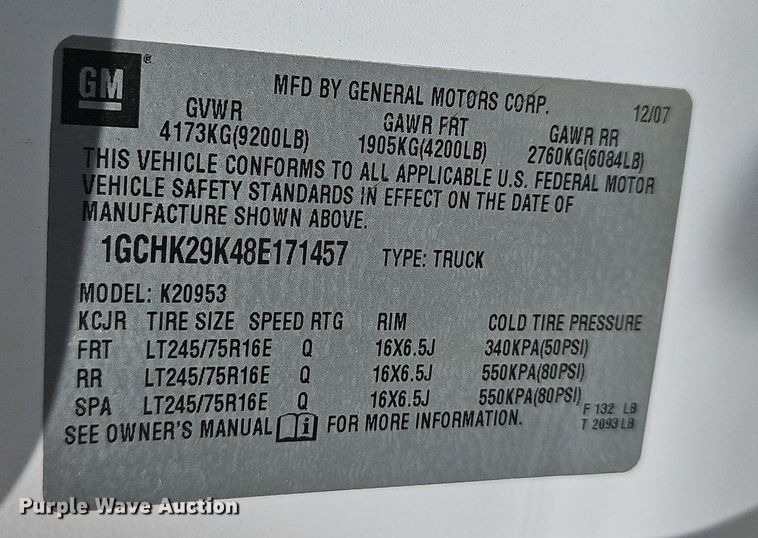 GM®
MFD BY GENERAL MOTORS CORP. 12/07
GVWR GAWR FRT GAWR RR
4173KG(9200LB) 1905KG(4200LB) 2760KG(6084LB)
THIS VEHICLE CONFORMS TO ALL APPLICABLE U.S. FEDERAL MOTOR
VEHICLE SAFETY STANDARDS IN EFFECT ON THE DATE OF
MANUFACTURE SHOWN ABOVE.
1GCHK29K48E171457 TYPE: TRUCK
MODEL: K20953
KCJR TIRE SIZE SPEED RTG RIM COLD TIRE PRESSURE
FRT LT245/75R16E Q 16X6.5J 340KPA(50PSI)
RR LT245/75R16E Q 16X6.5J 550KPA(80PSI)
SPA LT245/75R16E Q 16X6.5J 550KPA(80PSI)
F 132 LB
SEE OWNER'S MANUAL i FOR MORE INFORMATION. T 2093 LB
Purple Wave Auction